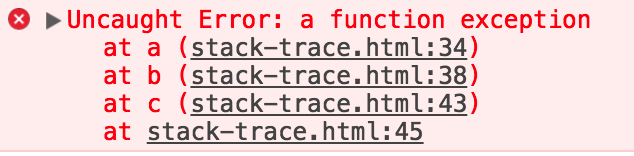 Uncaught Error: a function exception
at a (stack-trace.html:34)
at b (stack-trace.html:38)
at c (stack-trace.html:43)
at stack-trace.html:45